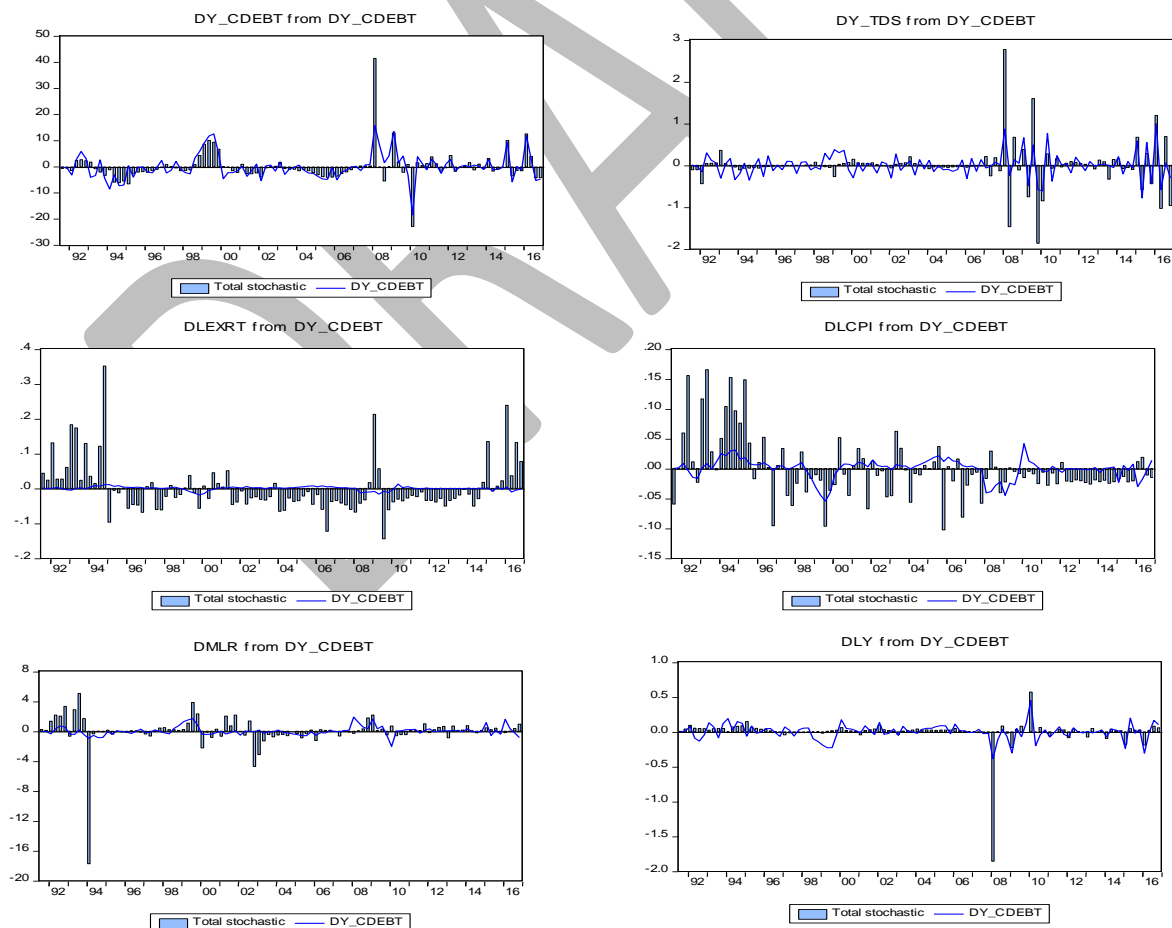 DY_CDEBT from DY_CDEBT
50
40
30
20
10
0
-10
-20
-30
92 94 96 98 00 02 04 06 08 10 12 14 16
Total stochastic DY_CDEBT
DY_TDS from DY_CDEBT
3
2
1
0
-1
-2
92 94 96 98 00 02 04 06 08 10 12 14 16
Total stochastic DY_CDEBT
DLEXRT from DY_CDEBT
.4
.3
.2
.1
.0
-.1
-.2
92 94 96 98 00 02 04 06 08 10 12 14 16
Total stochastic DY_CDEBT
DLCPI from DY_CDEBT
.20
.15
.10
.05
.00
-.05
-.10
-.15
92 94 96 98 00 02 04 06 08 10 12 14 16
Total stochastic DY_CDEBT
DMLR from DY_CDEBT
8
4
0
-4
-8
-12
-16
-20
92 94 96 98 00 02 04 06 08 10 12 14 16
Total stochastic DY_CDEBT
DLY from DY_CDEBT
1.0
0.5
0.0
-0.5
-1.0
-1.5
-2.0
92 94 96 98 00 02 04 06 08 10 12 14 16
Total stochastic DY_CDEBT